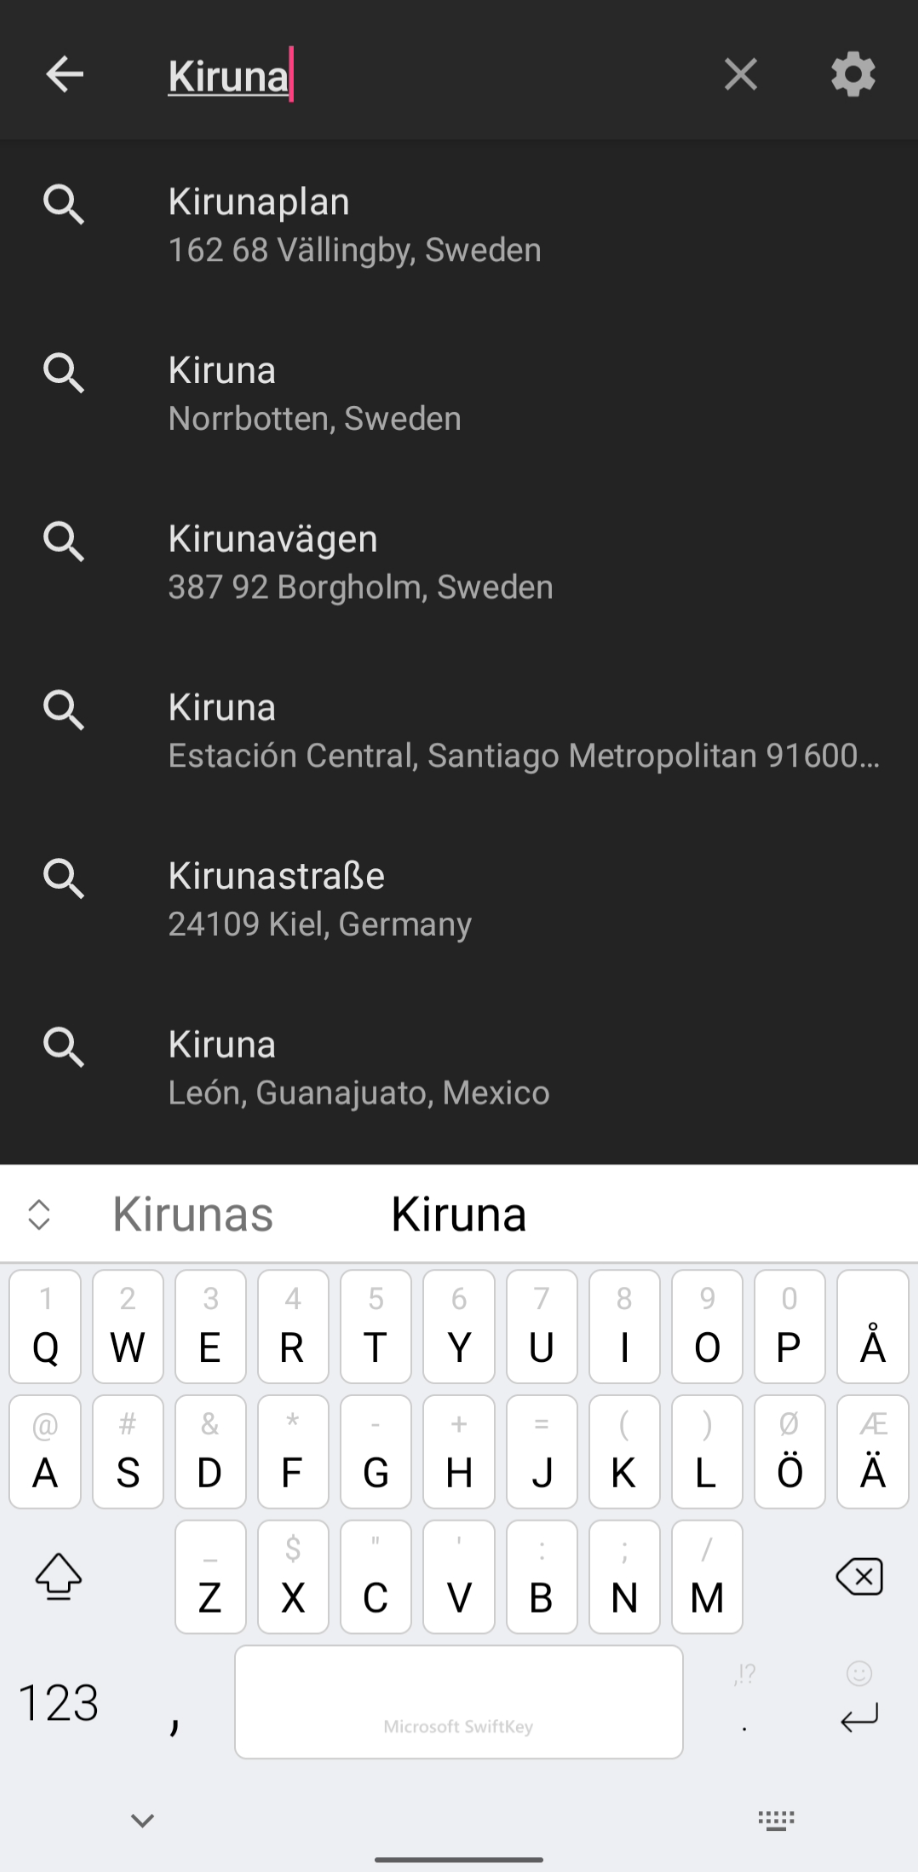 Kiruna
Kirunaplan
162 68 Vällingby, Sweden
Kiruna
Norrbotten, Sweden
Kirunavägen
387 92 Borgholm, Sweden
Kiruna
Estación Central, Santiago Metropolitan 91600...
Kirunastraße
24109 Kiel, Germany
Kiruna
León, Guanajuato, Mexico
Kirunas Kiruna
1 2 3 4 5 6 7 8 9 0
Q W E R T Y U I O P Å
@ # & * - + = ( ) Ø Æ
A S D F G H J K L Ö Ä
_ $ " ' : ; /
Z X C V B N M
,!?
123 , Microsoft SwiftKey .